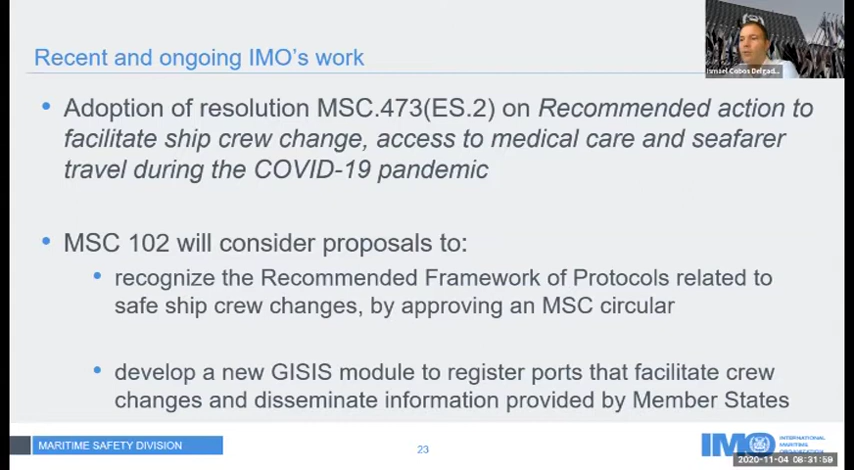 Recent and ongoing IMO's work
Ismael Cobos Delgad...
• Adoption of resolution MSC.473(ES.2) on Recommended action to
facilitate ship crew change, access to medical care and seafarer
travel during the COVID-19 pandemic
• MSC 102 will consider proposals to:
• recognize the Recommended Framework of Protocols related to
safe ship crew changes, by approving an MSC circular
• develop a new GISIS module to register ports that facilitate crew
changes and disseminate information provided by Member States
MARITIME SAFETY DIVISION
23
IMO
INTERNATIONAL
MARITIME
ORGANIZATION
2020-11-04 08:31:59